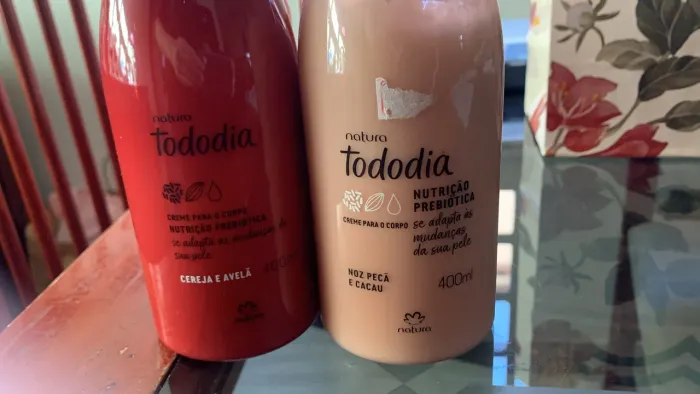 natura
Tododia
CREME PARA O CORPO
NUTRIÇÃO PREBIÓTICA
se adapta às mudanças da
sua pele
CEREJA E AVELÃ
400ml
natura
Tododia
NUTRIÇÃO
PREBIÓTICA
CREME PARA O CORPO
se adapta às
mudanças
da sua pele
NOZ PECÃ
E CACAU
400ml
natura